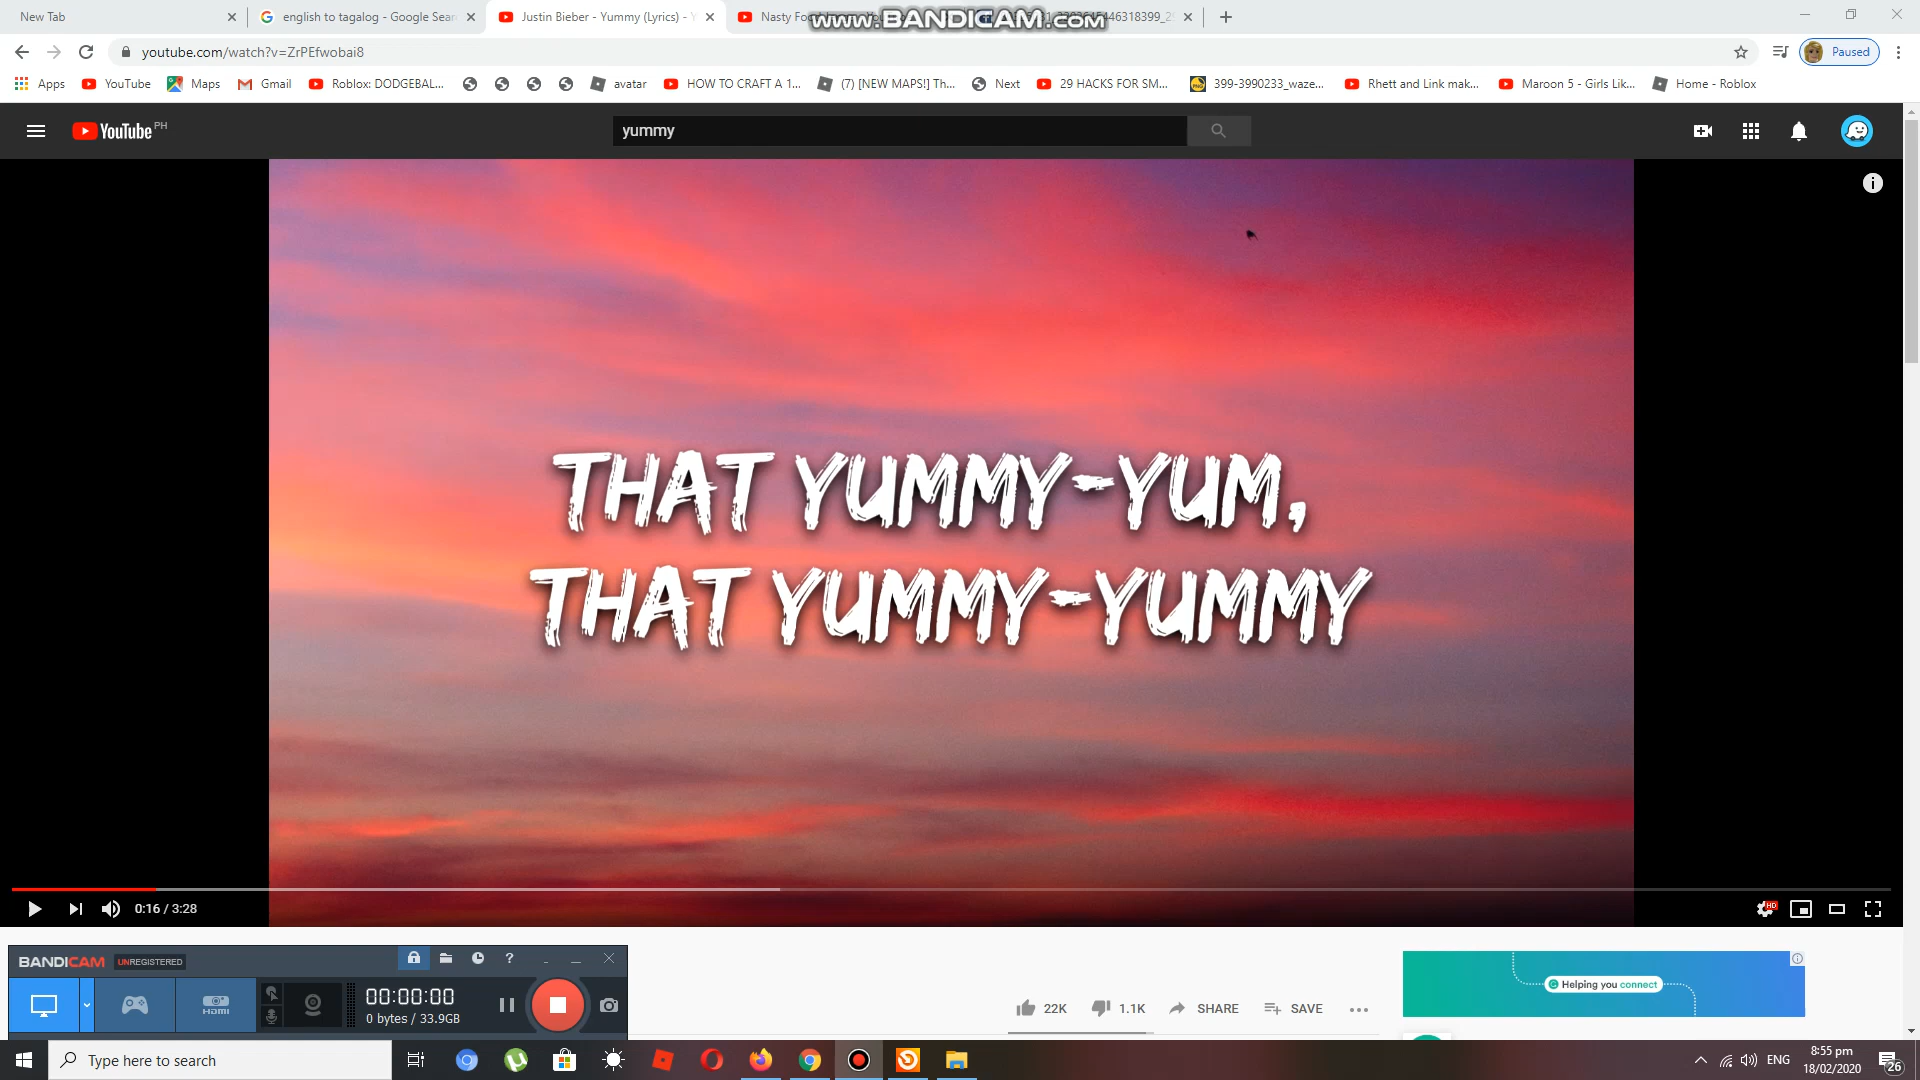 New Tab
english to tagalog - Google Sear
Justin Bieber - Yummy (Lyrics) - Y
Nasty Foo
www.BANDICAM.com
youtube.com/watch?v=ZrPEfwobai8
Paused
Apps
YouTube
Maps
Gmail
Roblox: DODGEBAL...
avatar
HOW TO CRAFT A 1...
(7) [NEW MAPS!] Th...
Next
29 HACKS FOR SM...
399-3990233_waze...
Rhett and Link mak...
Maroon 5 - Girls Lik...
Home - Roblox
YouTube PH
yummy
THAT YUMMY-YUM,
THAT YUMMY-YUMMY
0:16 / 3:28
HD
BANDICAM UNREGISTERED
HDMI
00:00:00
0 bytes / 33.9GB
22K
1.1K
SHARE
SAVE
Helping you connect
Type here to search
ENG
8:55 pm
18/02/2020
26